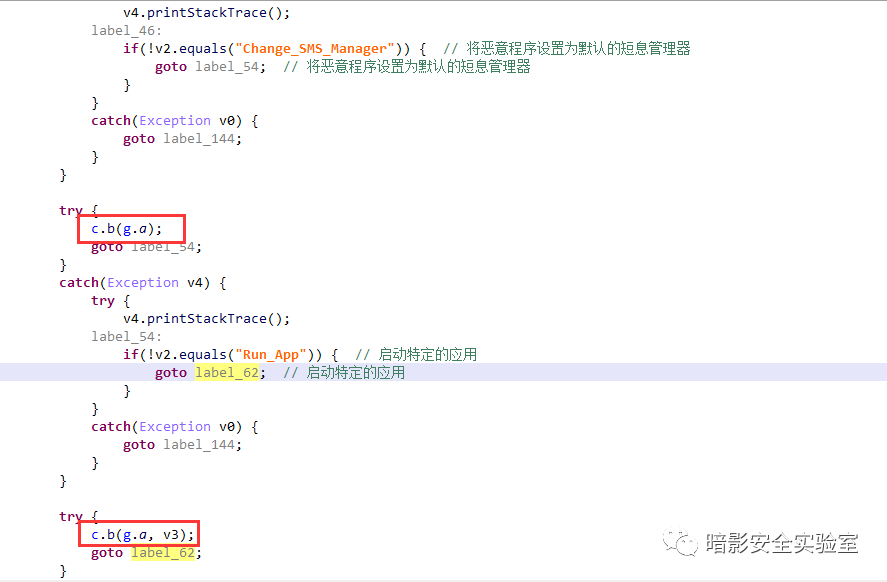 v4.printStackTrace();
label_46:
if(!v2.equals("Change_SMS_Manager")) {  // 将恶意程序设置为默认的短息管理器
goto label_54;  // 将恶意程序设置为默认的短息管理器
}
}
catch(Exception v0) {
goto label_144;
}
}
try {
c.b(g.a);
goto label_54;
}
catch(Exception v4) {
try {
v4.printStackTrace();
label_54:
if(!v2.equals("Run_App")) {  // 启动特定的应用
goto label_62;  // 启动特定的应用
}
}
catch(Exception v0) {
goto label_144;
}
}
try {
c.b(g.a, v3);
goto label_62;
}
暗影安全实验室